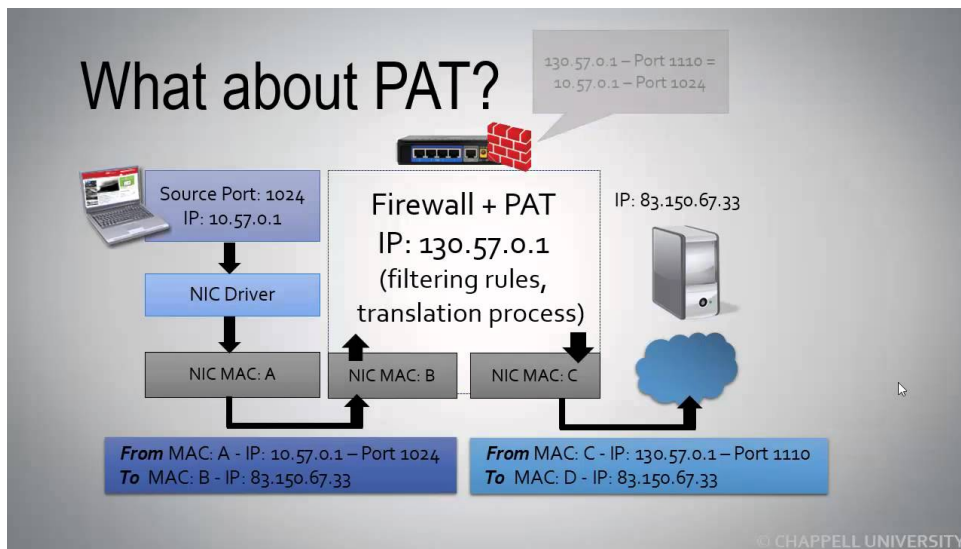 What about PAT?
130.57.0.1 – Port 1110 =
10.57.0.1 – Port 1024
Source Port: 1024
IP: 10.57.0.1
NIC Driver
NIC MAC: A
Firewall + PAT
IP: 130.57.0.1
(filtering rules,
translation process)
NIC MAC: B
NIC MAC: C
IP: 83.150.67.33
From MAC: A - IP: 10.57.0.1 – Port 1024
To MAC: B - IP: 83.150.67.33
From MAC: C - IP: 130.57.0.1 – Port 1110
To MAC: D - IP: 83.150.67.33
© CHAPPELL UNIVERSITY